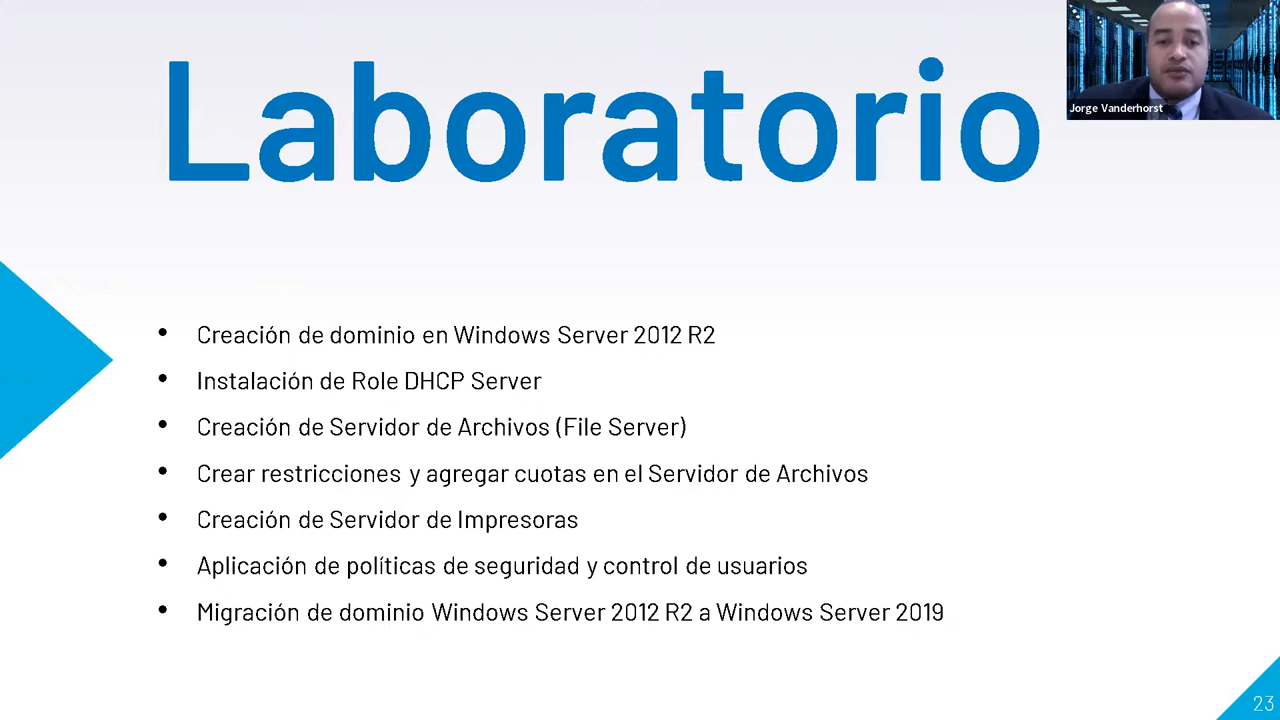 Laboratorio
Jorge Vanderhorst
• Creación de dominio en Windows Server 2012 R2
• Instalación de Role DHCP Server
• Creación de Servidor de Archivos (File Server)
• Crear restricciones y agregar cuotas en el Servidor de Archivos
• Creación de Servidor de Impresoras
• Aplicación de políticas de seguridad y control de usuarios
• Migración de dominio Windows Server 2012 R2 a Windows Server 2019
23